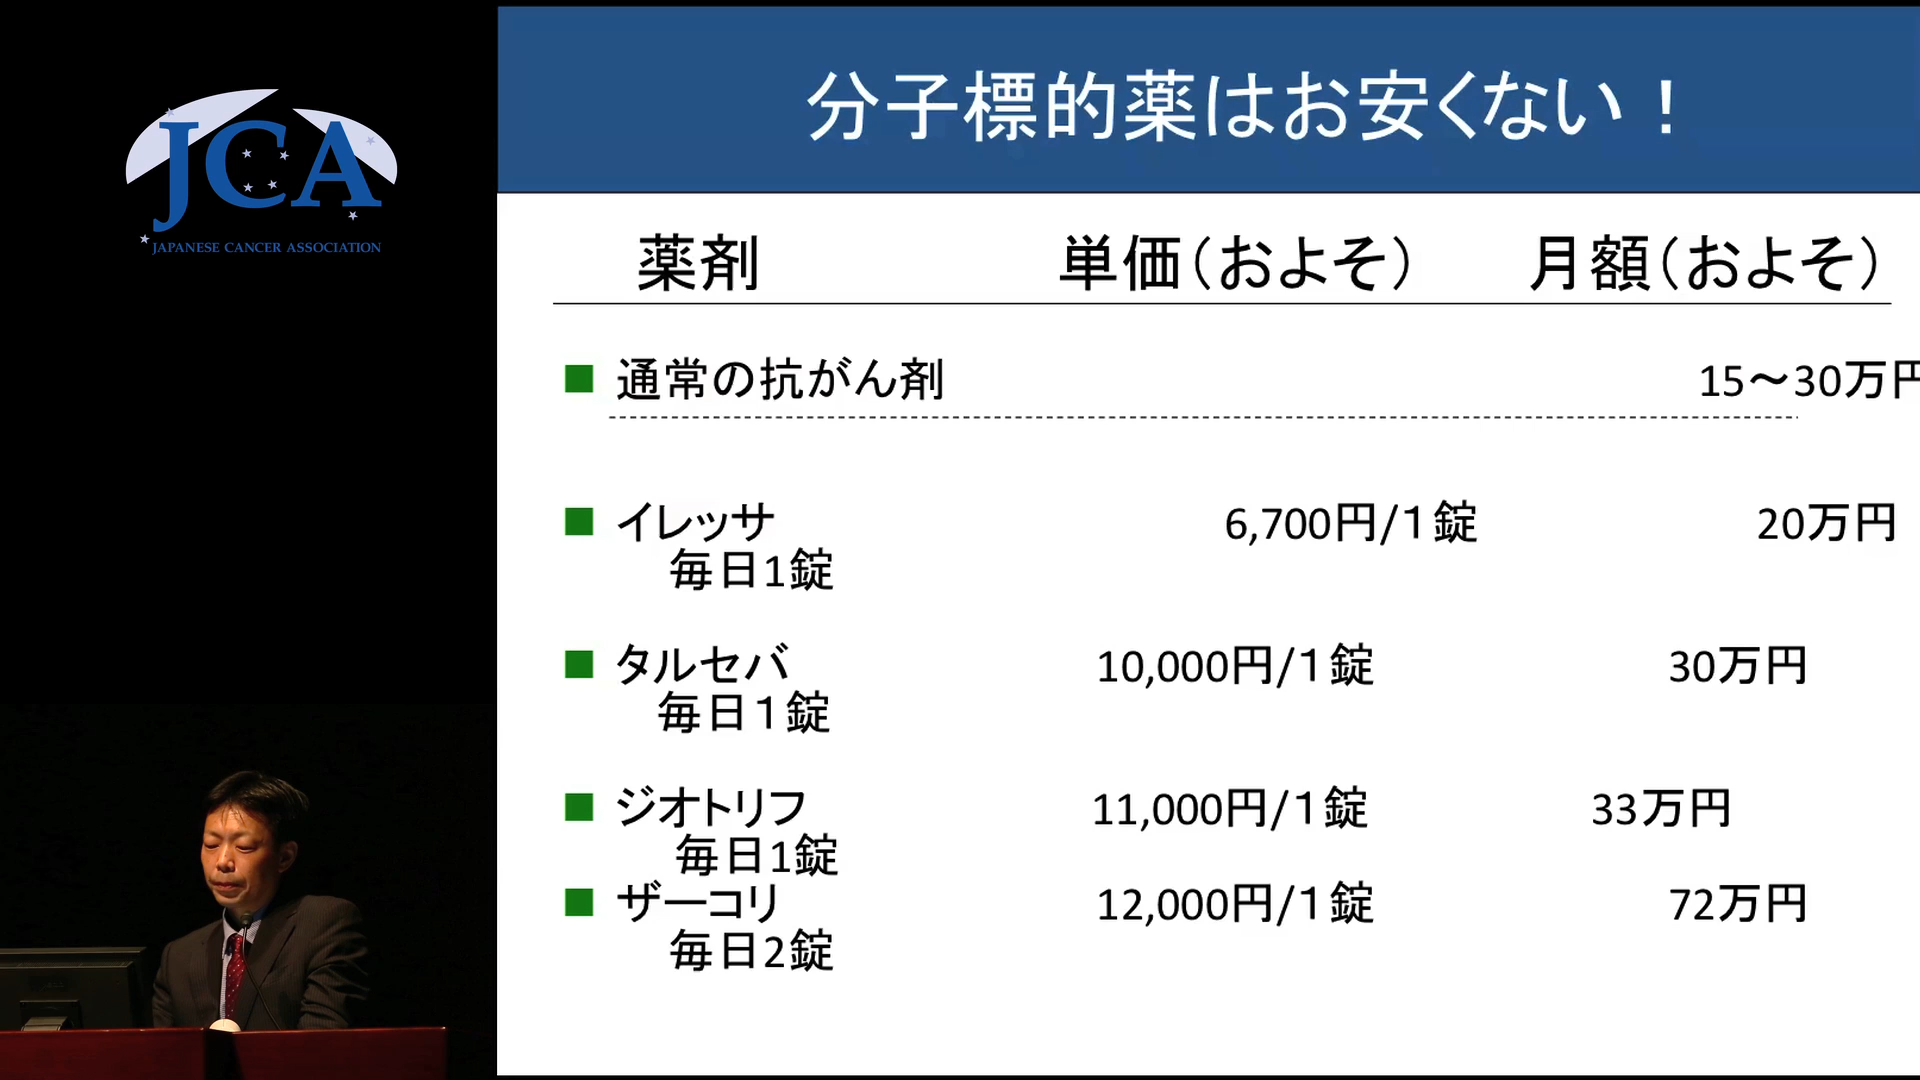 JCA
JAPANESE CANCER ASSOCIATION
分子標的薬はお安くない！
薬剤 単価（およそ） 月額（およそ）
通常の抗がん剤 15～30万円
イレッサ 6,700円/１錠 20万円
毎日1錠
タルセバ 10,000円/１錠 30万円
毎日１錠
ジオトリフ 11,000円/１錠 33万円
毎日1錠
ザーコリ 12,000円/１錠 72万円
毎日2錠